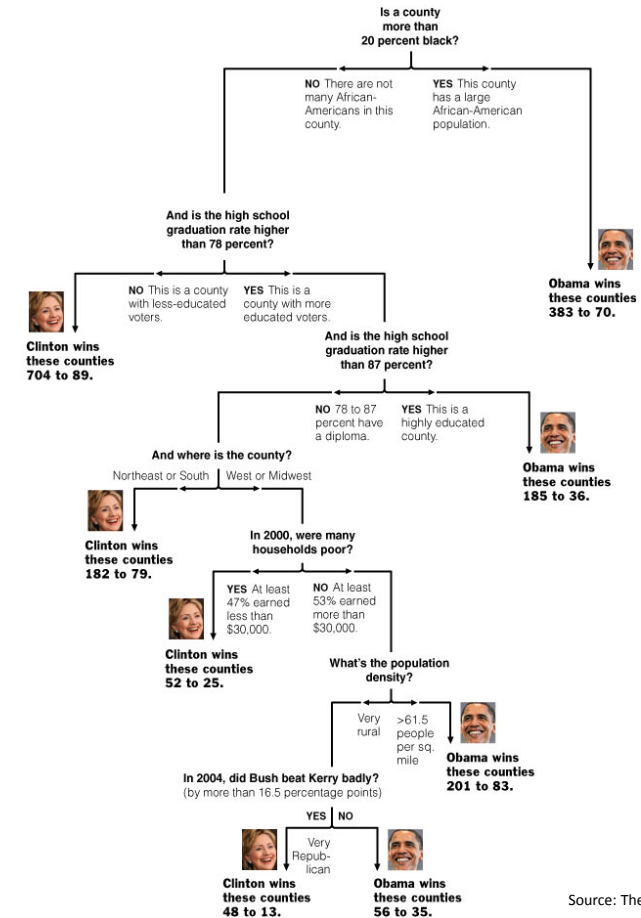 Is a county
more than
20 percent black?
NO There are not
many African-
Americans in this
county.
YES This county
has a large
African-American
population.
And is the high school
graduation rate higher
than 78 percent?
Obama wins
these counties
383 to 70.
NO This is a county
with less-educated
voters.
YES This is a
county with more
educated voters.
Clinton wins
these counties
704 to 89.
And is the high school
graduation rate higher
than 87 percent?
NO 78 to 87
percent have
a diploma.
YES This is a
highly educated
county.
And where is the county?
Northeast or South
West or Midwest
Obama wins
these counties
185 to 36.
Clinton wins
these counties
182 to 79.
In 2000, were many
households poor?
YES At least
47% earned
less than
$30,000.
NO At least
53% earned
more than
$30,000.
Clinton wins
these counties
52 to 25.
What's the population
density?
Very
rural
>61.5
people
per sq.
mile
Obama wins
these counties
201 to 83.
In 2004, did Bush beat Kerry badly?
(by more than 16.5 percentage points)
YES
NO
Very
Repub-
lican
Clinton wins
these counties
48 to 13.
Obama wins
these counties
56 to 35.
Source: The